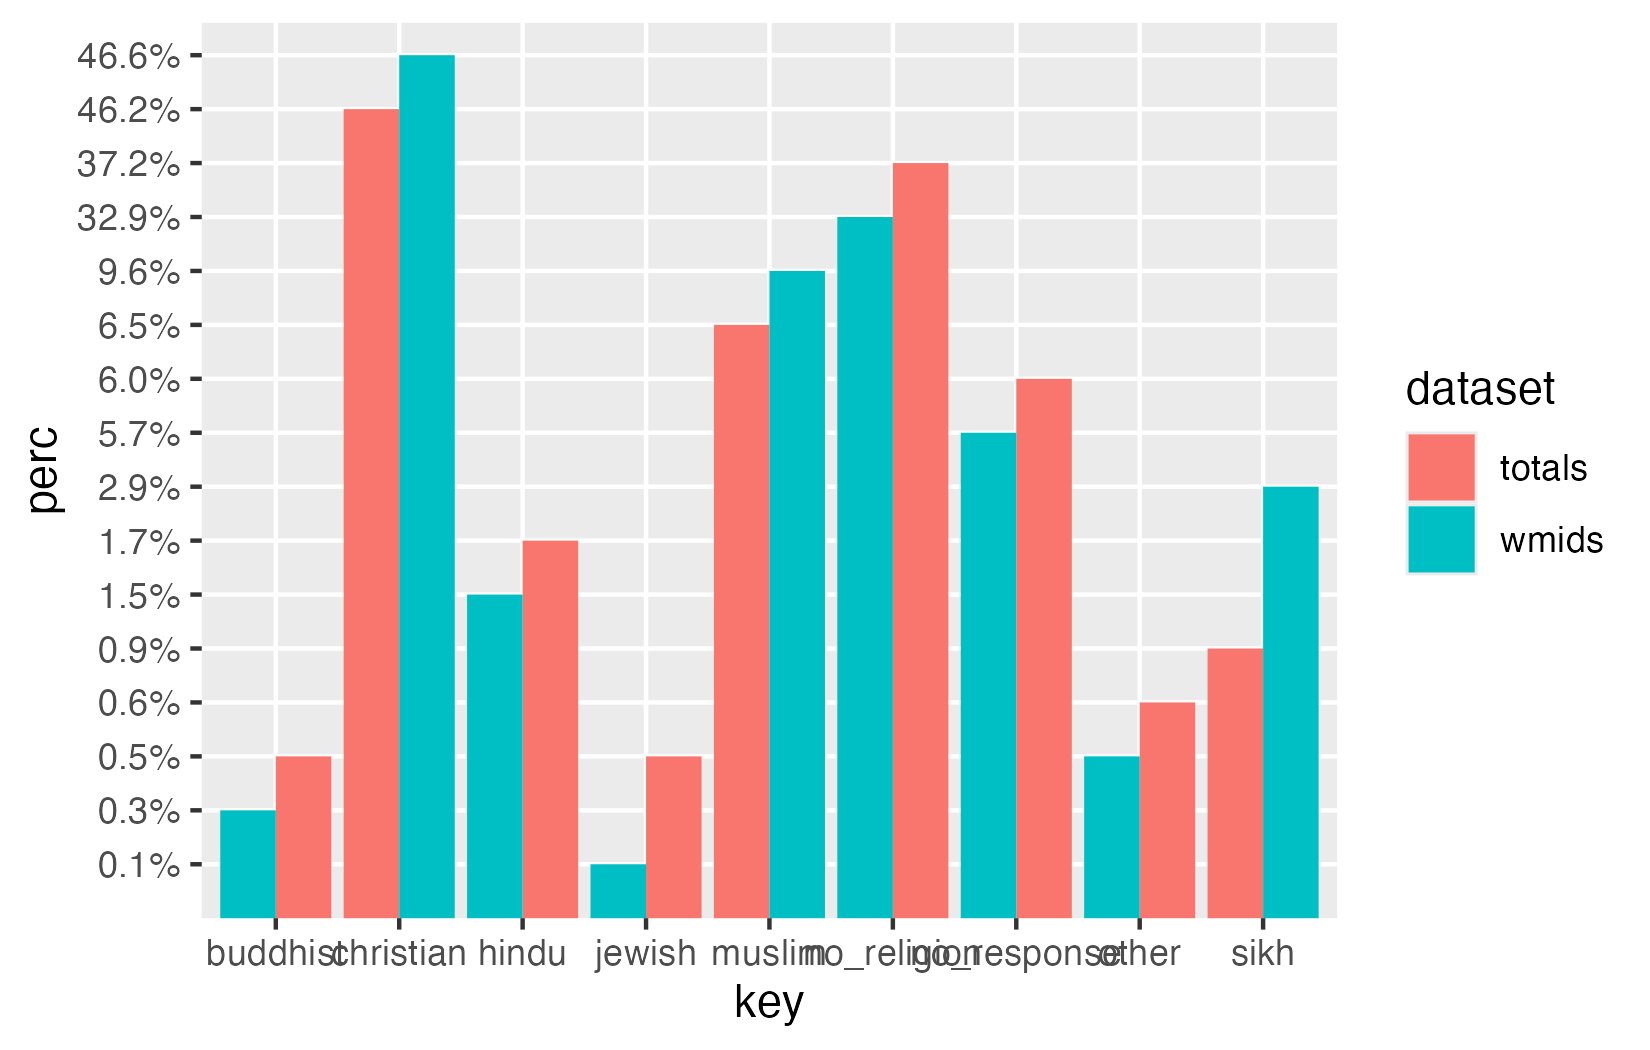 46.6%
46.2%
37.2%
32.9%
9.6%
6.5%
6.0%
5.7%
2.9%
1.7%
1.5%
0.9%
0.6%
0.5%
0.3%
0.1%
perc
buddhist christian hindu jewish muslim no_religion no_response other sikh
key
dataset
totals
wmids